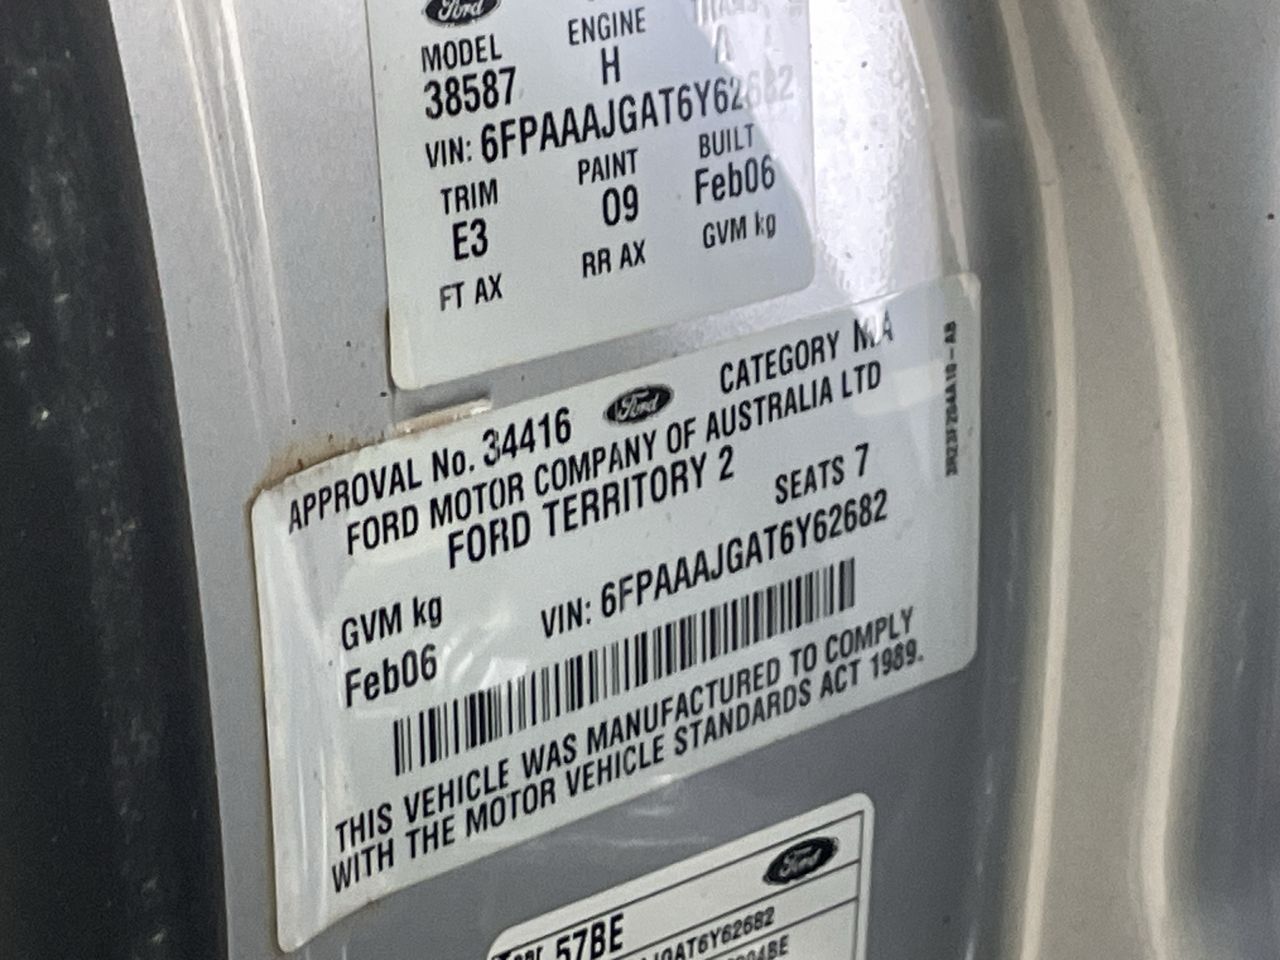 Ford
MODEL ENGINE
38587 H
VIN: 6FPAAAJGAT6Y62682
TRIM PAINT BUILT
E3 09 Feb06
FT AX RR AX GVM kg
APPROVAL No. 34416 Ford CATEGORY MA
FORD MOTOR COMPANY OF AUSTRALIA LTD
FORD TERRITORY 2
SEATS 7
GVM kg VIN: 6FPAAAJGAT6Y62682
Feb06
THIS VEHICLE WAS MANUFACTURED TO COMPLY
WITH THE MOTOR VEHICLE STANDARDS ACT 1989.
Ford
57BE